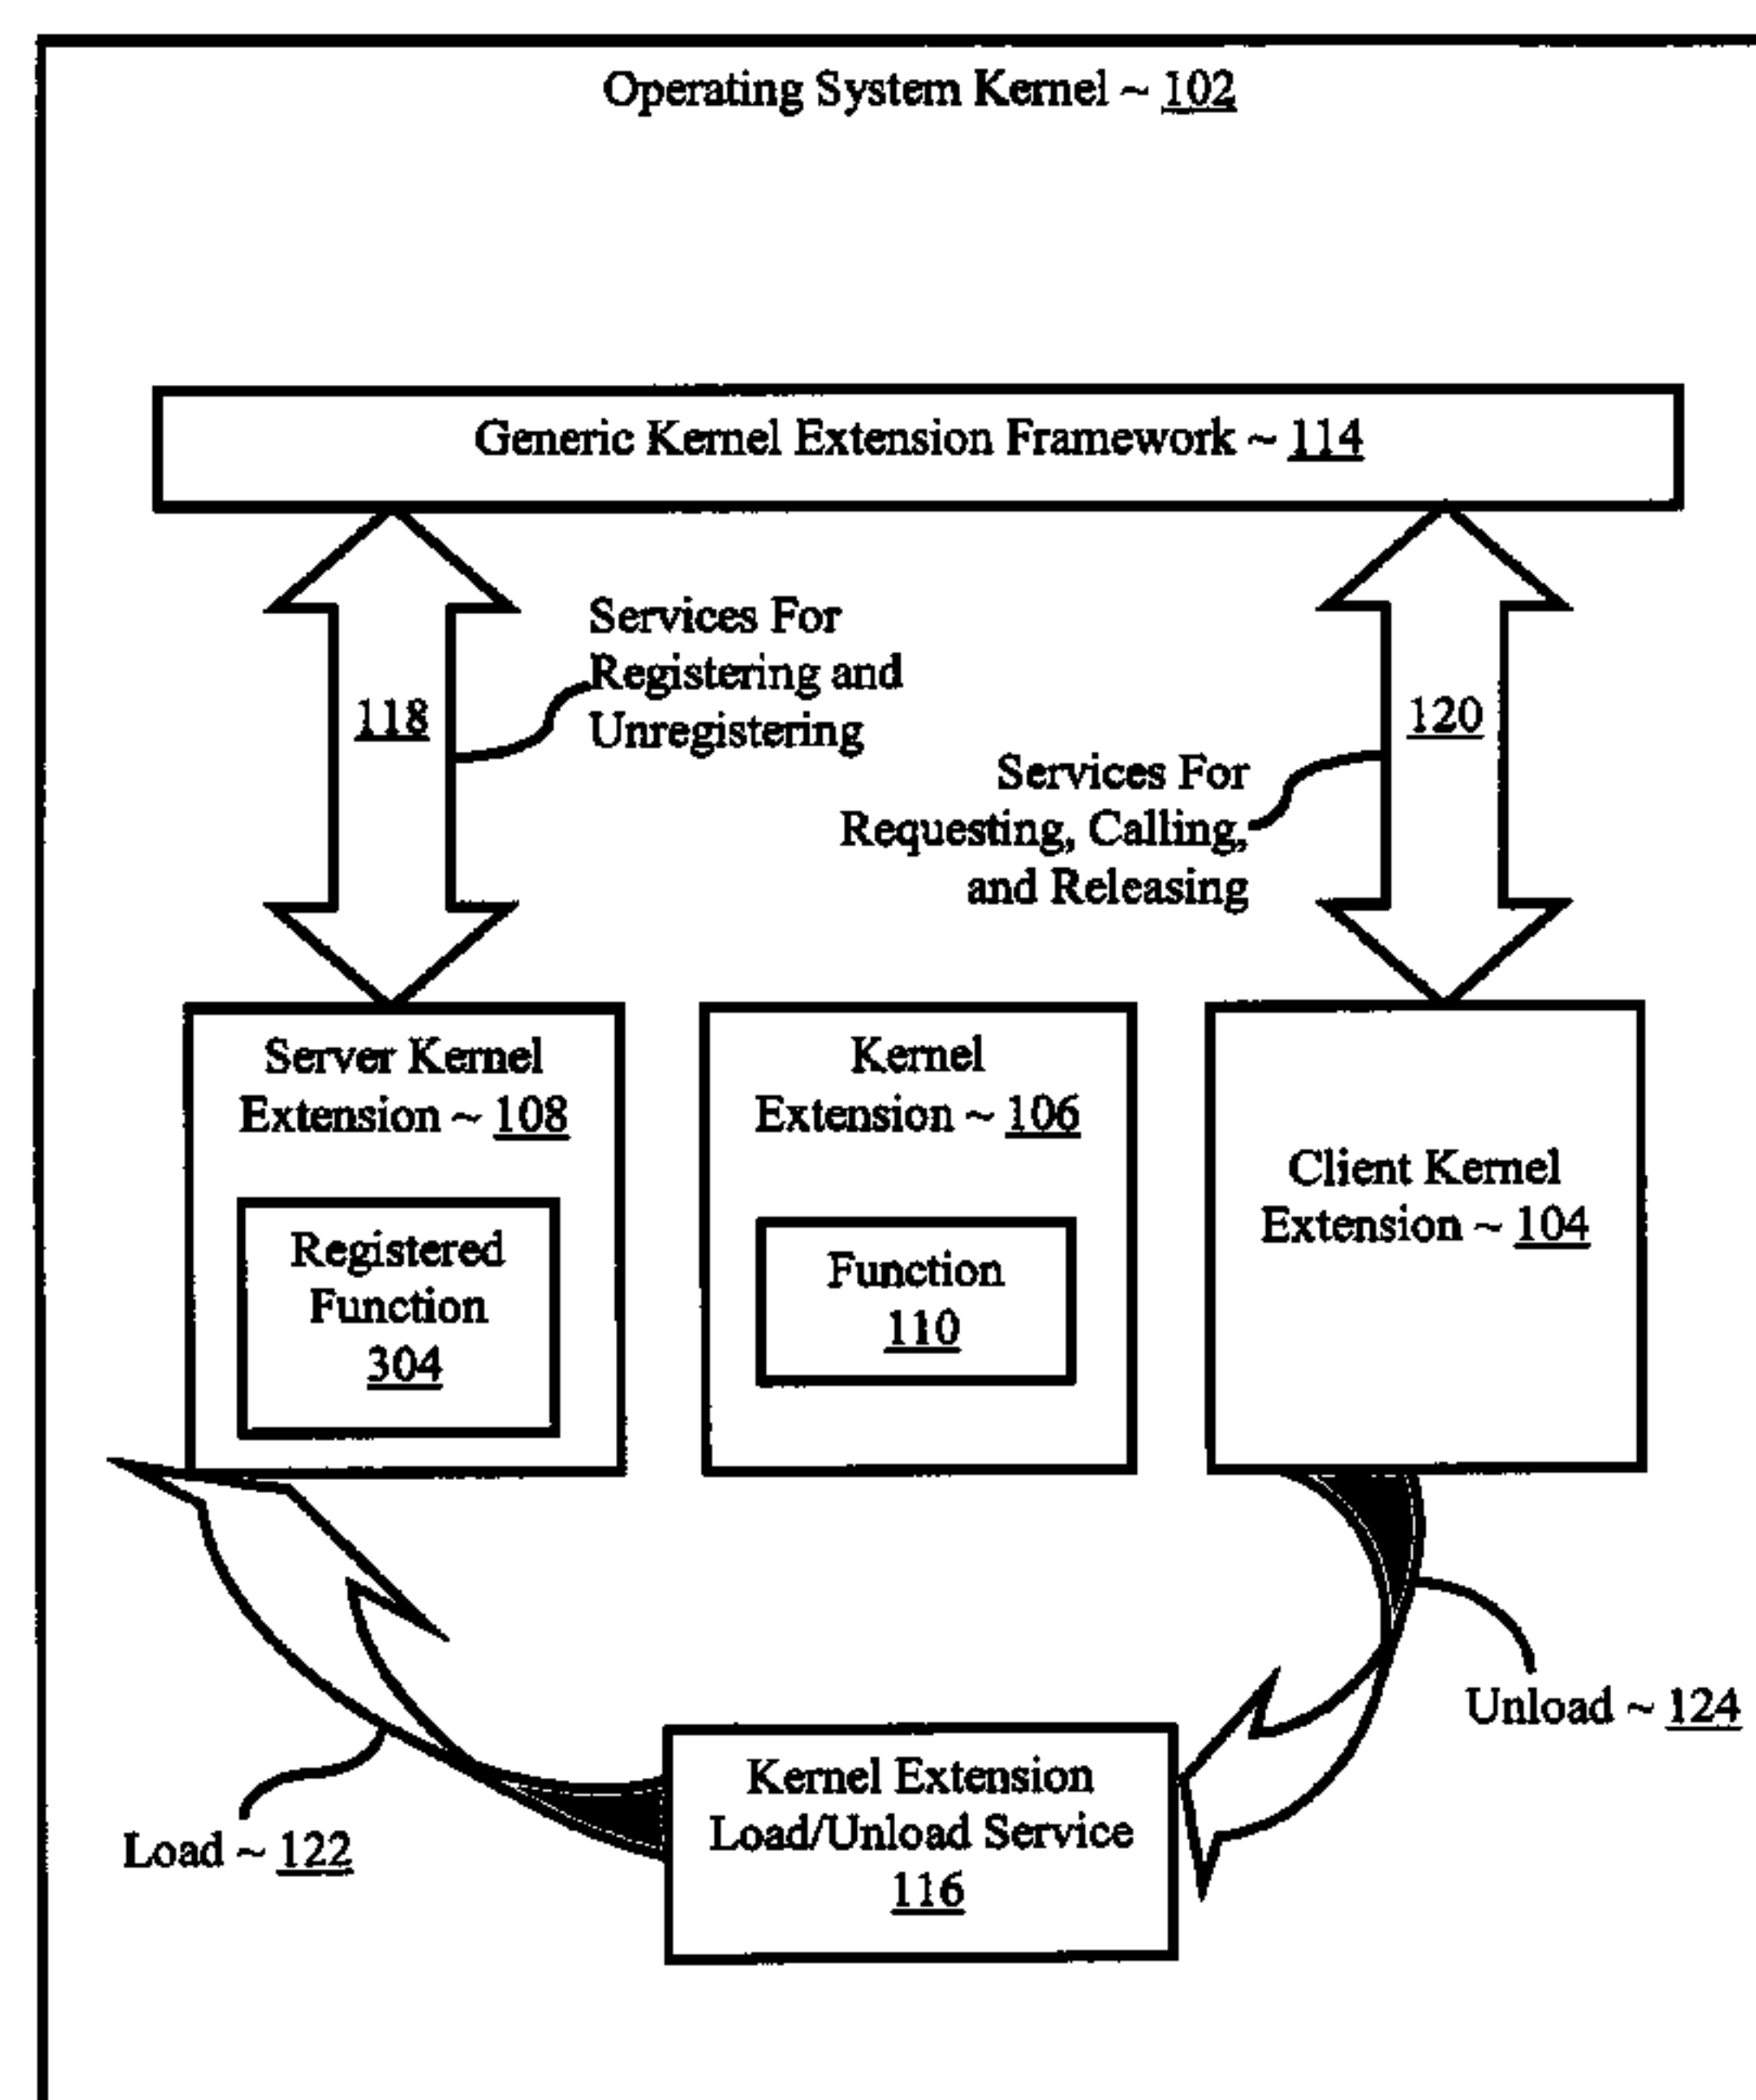 Operating System Kernel ~ 102
Generic Kernel Extension Framework ~ 114
Services For
Registering and
Unregistering
118
120
Services For
Requesting, Calling,
and Releasing
Server Kernel
Extension ~ 108
Registered
Function
304
Kernel
Extension ~ 106
Function
110
Client Kernel
Extension ~ 104
Unload ~ 124
Kernel Extension
Load/Unload Service
116
Load ~ 122